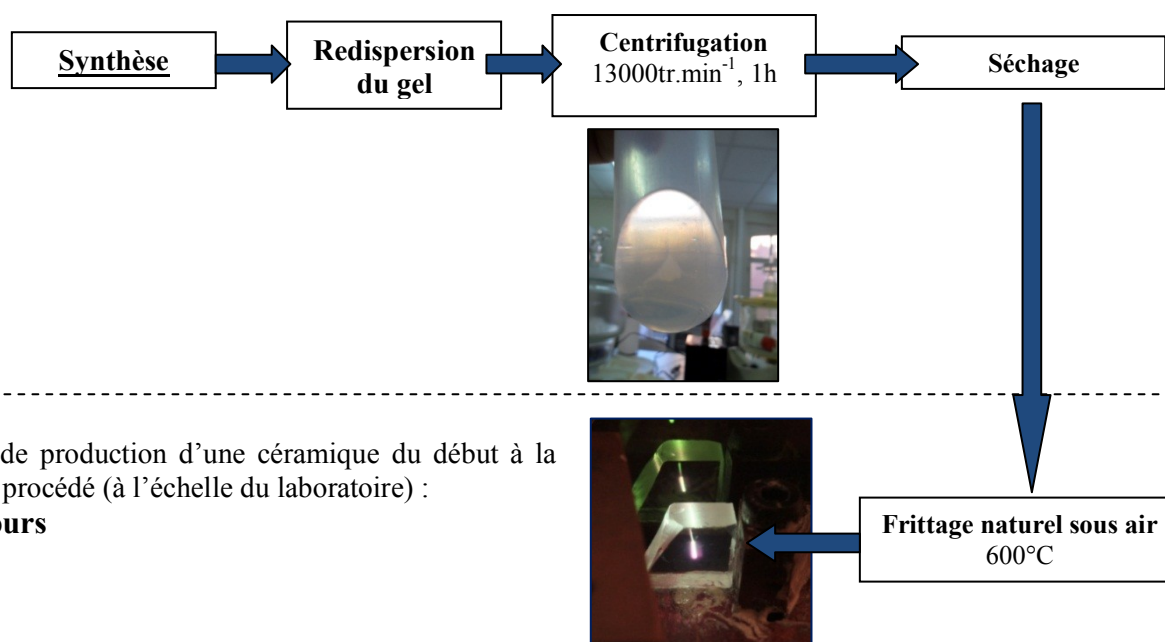 Synthèse
Redispersion
du gel
Centrifugation
13000tr.min-1, 1h
Séchage
de production d’une céramique du début à la
procédé (à l’échelle du laboratoire) :
Frittage naturel sous air
600°C